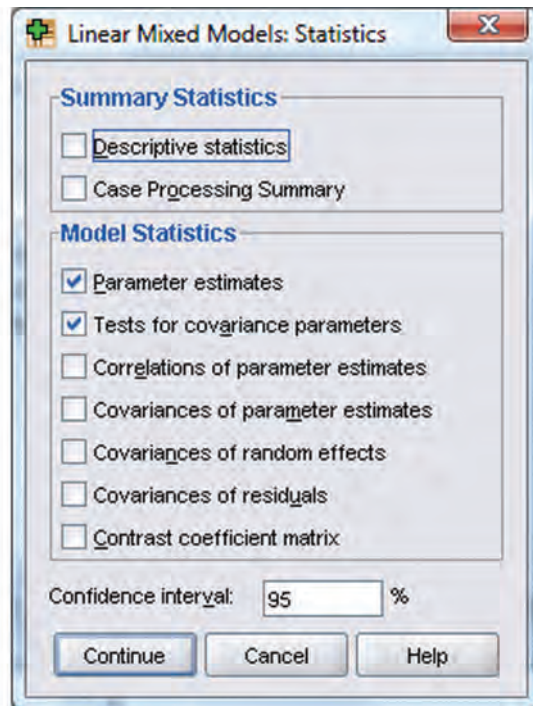 Linear Mixed Models: Statistics
Summary Statistics
Descriptive statistics
Case Processing Summary
Model Statistics
Parameter estimates
Tests for covariance parameters
Correlations of parameter estimates
Covariances of parameter estimates
Covariances of random effects
Covariances of residuals
Contrast coefficient matrix
Confidence interval: 95 %
Continue Cancel Help